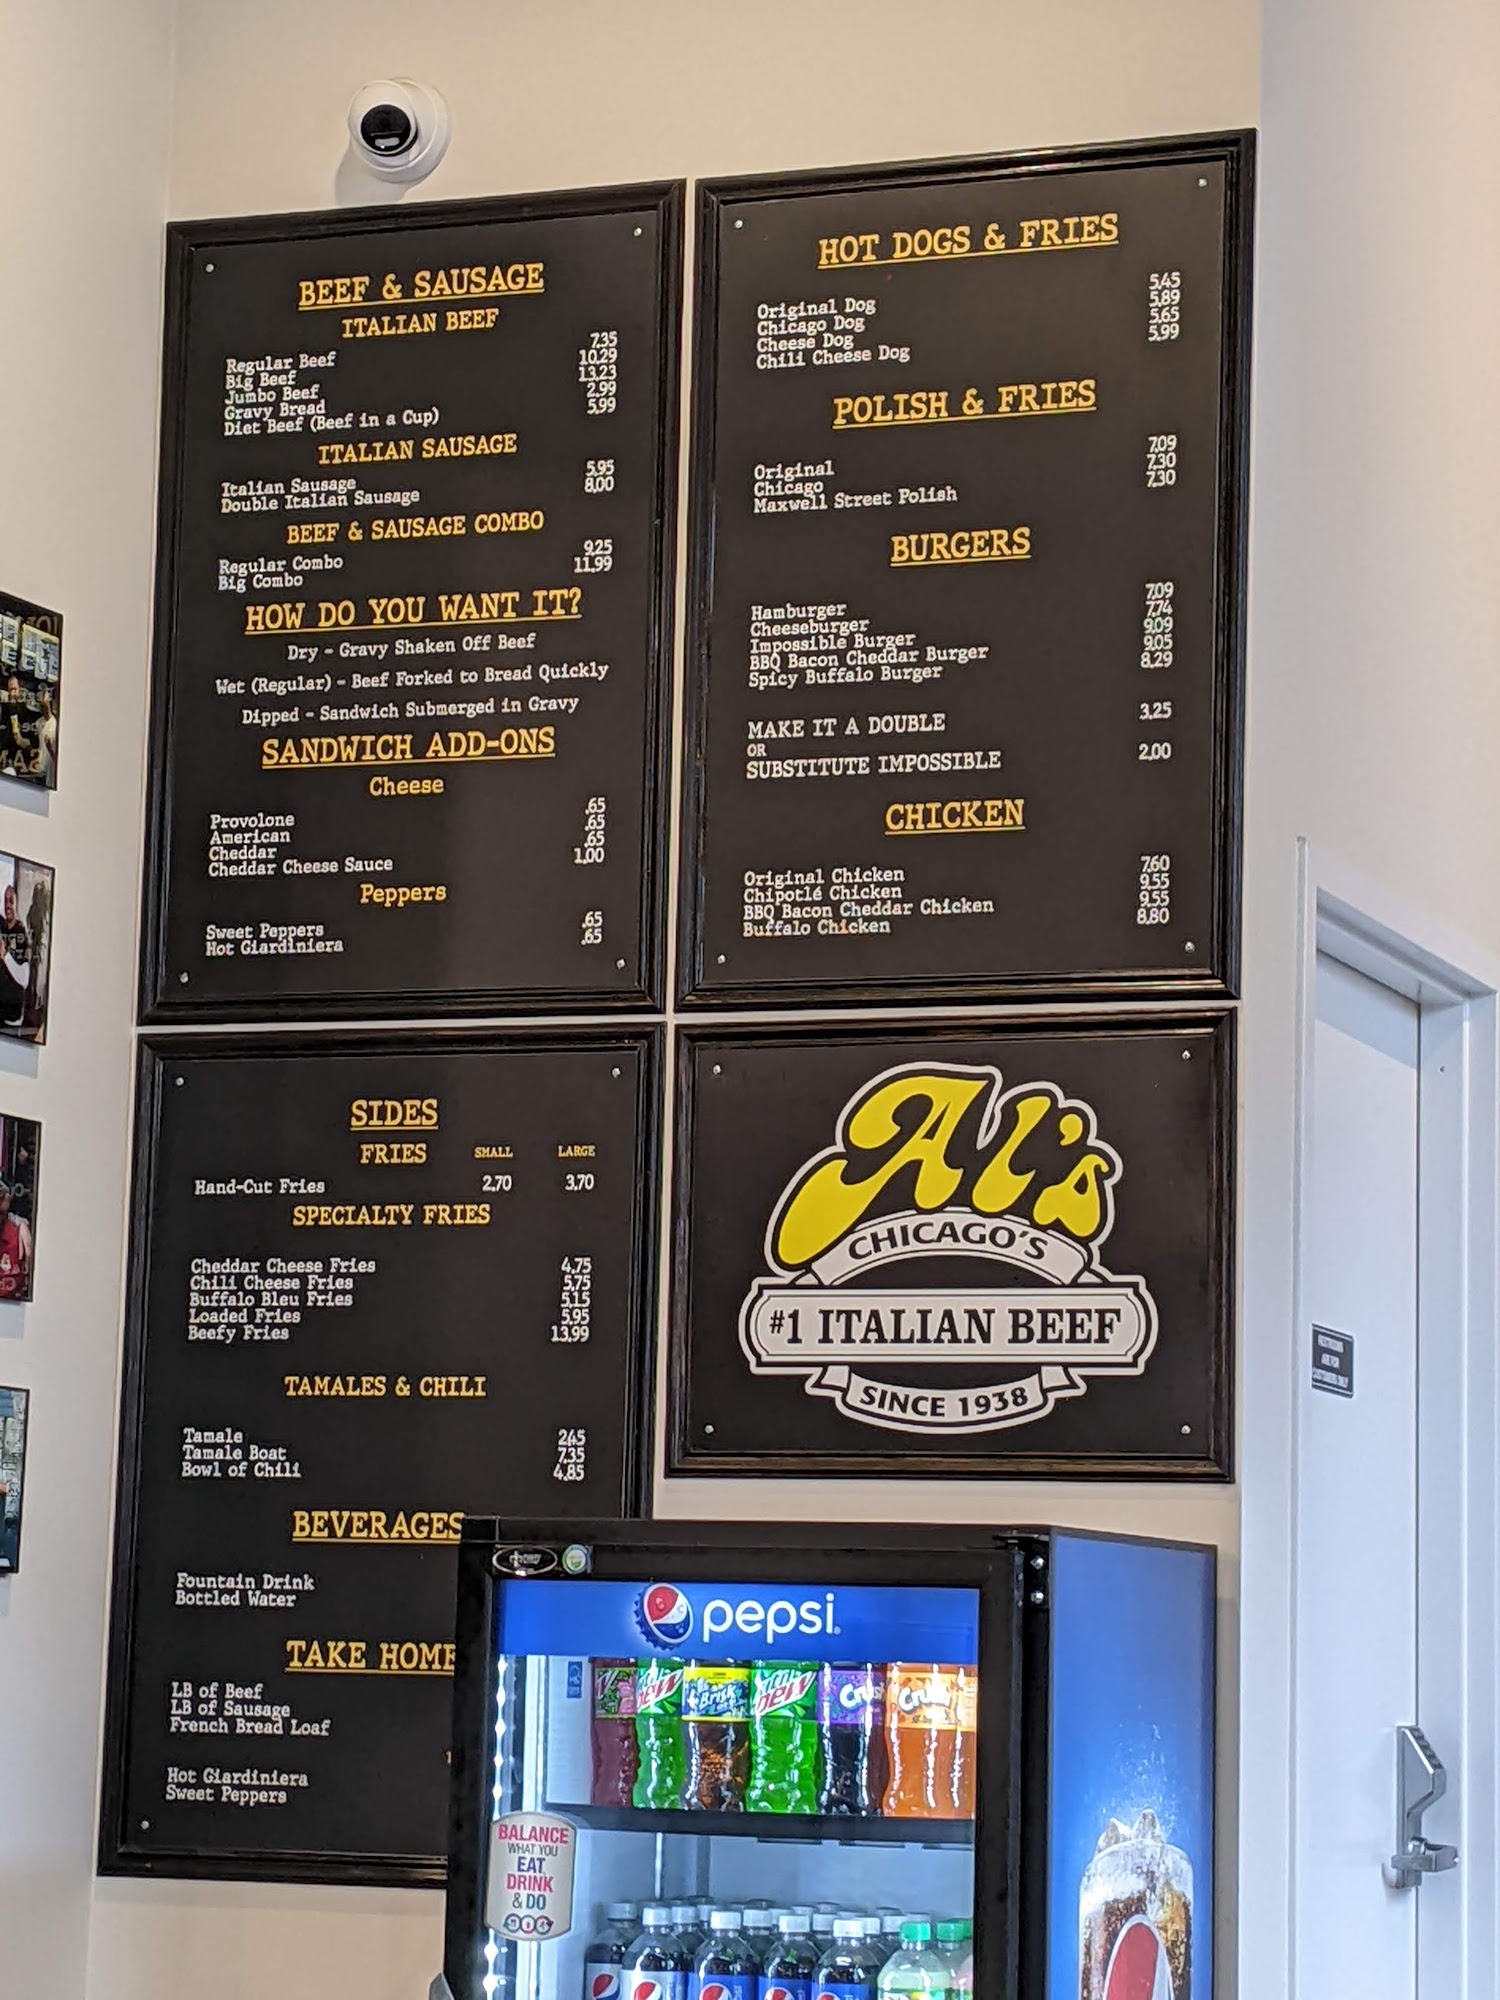 BEEF & SAUSAGE
ITALIAN BEEF
Regular Beef 7.35
Big Beef 10.29
Jumbo Beef 13.23
Gravy Bread 2.99
Diet Beef (Beef in a Cup) 5.99
ITALIAN SAUSAGE
Italian Sausage 5.95
Double Italian Sausage 8.00
BEEF & SAUSAGE COMBO
Regular Combo 9.25
Big Combo 11.99
HOW DO YOU WANT IT?
Dry - Gravy Shaken Off Beef
Wet (Regular) - Beef Forked to Bread Quickly
Dipped - Sandwich Submerged in Gravy
SANDWICH ADD-ONS
Cheese
Provolone .65
American .65
Cheddar .65
Cheddar Cheese Sauce 1.00
Peppers
Sweet Peppers .65
Hot Giardiniera .65
HOT DOGS & FRIES
Original Dog 5.45
Chicago Dog 5.89
Cheese Dog 5.65
Chili Cheese Dog 5.99
POLISH & FRIES
Original 7.09
Chicago 7.30
Maxwell Street Polish 7.30
BURGERS
Hamburger 7.09
Cheeseburger 7.74
Impossible Burger 9.09
BBQ Bacon Cheddar Burger 9.05
Spicy Buffalo Burger 8.29
MAKE IT A DOUBLE 3.25
OR
SUBSTITUTE IMPOSSIBLE 2.00
CHICKEN
Original Chicken 7.60
Chipotlé Chicken 9.55
BBQ Bacon Cheddar Chicken 9.55
Buffalo Chicken 8.80
SIDES
FRIES SMALL LARGE
Hand-Cut Fries 2.70 3.70
SPECIALTY FRIES
Cheddar Cheese Fries 4.75
Chili Cheese Fries 5.75
Buffalo Bleu Fries 5.15
Loaded Fries 5.95
Beefy Fries 13.99
TAMALES & CHILI
Tamale 2.45
Tamale Boat 7.35
Bowl of Chili 4.85
BEVERAGES
Fountain Drink
Bottled Water
TAKE HOME
LB of Beef
LB of Sausage
French Bread Loaf
Hot Giardiniera
Sweet Peppers
Al's
CHICAGO'S
#1 ITALIAN BEEF
SINCE 1938
RESTROOMS
ARE FOR
CUSTOMERS ONLY
pepsi
Dew Brisk Dew Crus Crush
BALANCE
WHAT YOU
EAT
DRINK
& DO